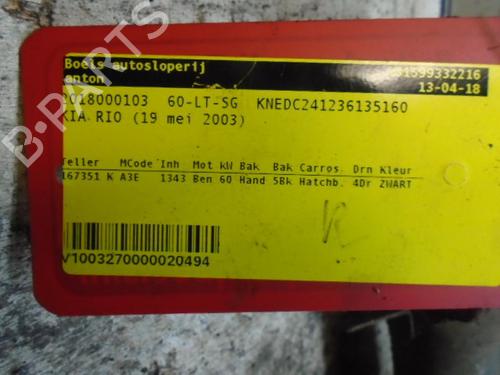 Boels autosloperij
anton
31599332216
13-04-18
2018000103 60-LT-SG KNEDC241236135160
KIA RIO (19 mei 2003)
Teller MCode Inh Mot kW Bak Bak Carros. Drn Kleur
167351 K A3E 1343 Ben 60 Hand 5Bk Hatchb. 4Dr ZWART
V1003270000020494